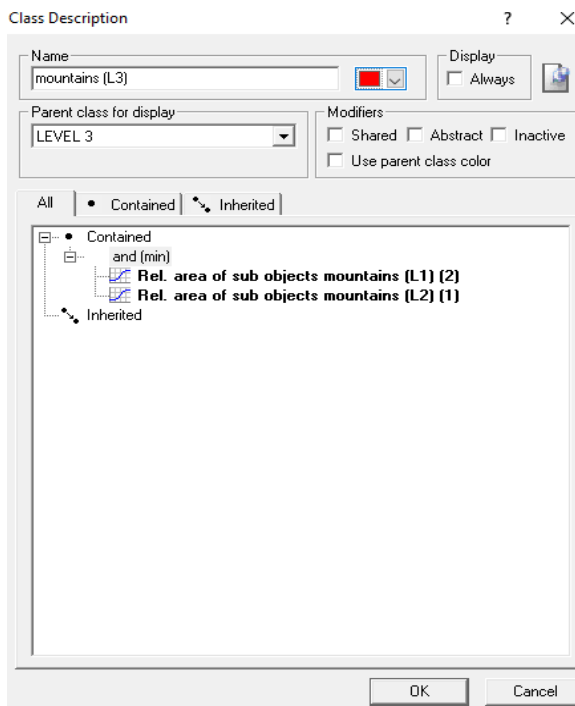 Class Description ?
Name
mountains (L3)
Display
Always
Parent class for display
LEVEL 3
Modifiers
Shared Abstract Inactive
Use parent class color
All Contained Inherited
Contained
and (min)
Rel. area of sub objects mountains (L1) (2)
Rel. area of sub objects mountains (L2) (1)
Inherited
OK Cancel